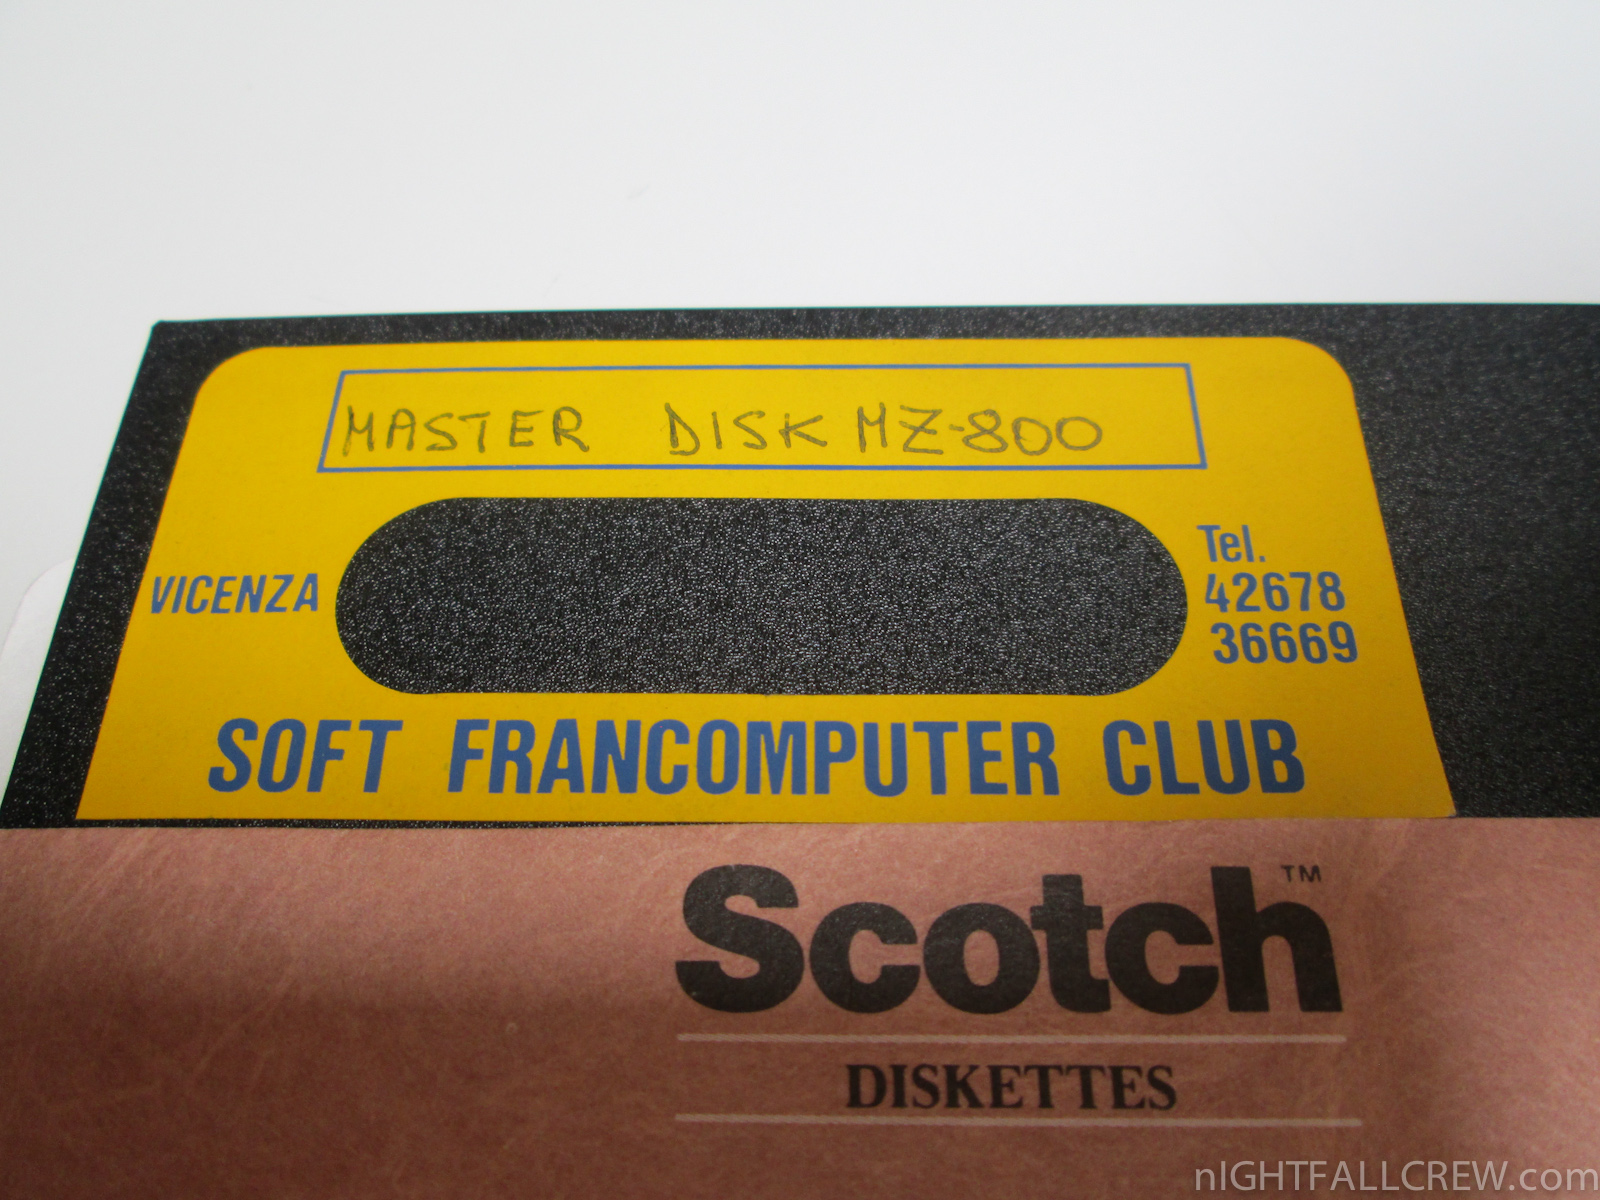 MASTER DISK MZ-800
VICENZA
Tel.
42678
36669
SOFT FRANCOMPUTER CLUB
Scotch™
DISKETTES
nIGHTFALLCREW.com